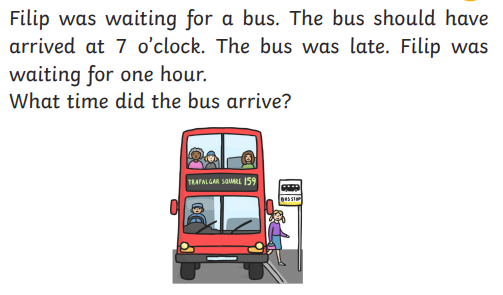 Filip was waiting for a bus. The bus should have
arrived at 7 o'clock. The bus was late. Filip was
waiting for one hour.
What time did the bus arrive?
TRAFALGAR SQUARE 159
BUS STOP